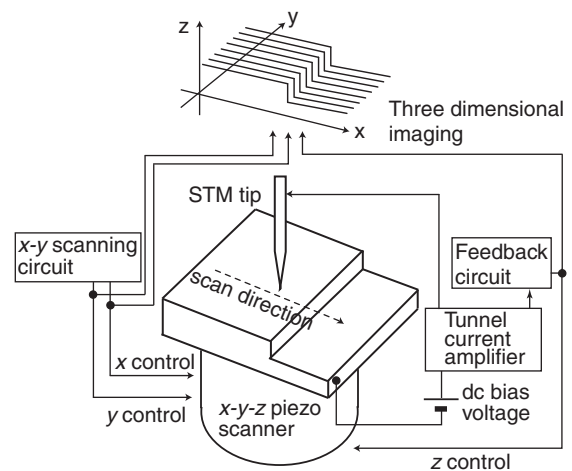 z
y
x
Three dimensional
imaging
STM tip
x-y scanning
circuit
scan direction
Feedback
circuit
Tunnel
current
amplifier
x control
y control
x-y-z piezo
scanner
dc bias
voltage
z control